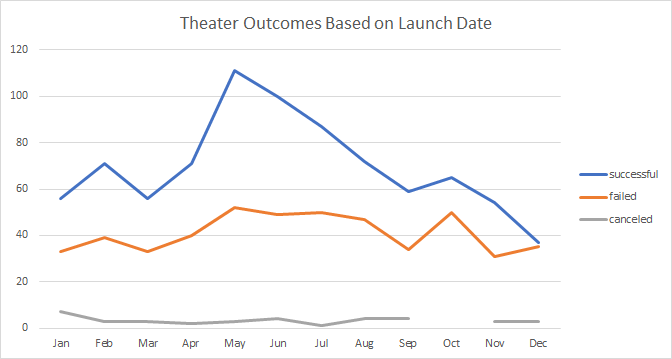 Theater Outcomes Based on Launch Date
120
100
80
60
40
20
0
Jan Feb Mar Apr May Jun Jul Aug Sep Oct Nov Dec
successful
failed
canceled